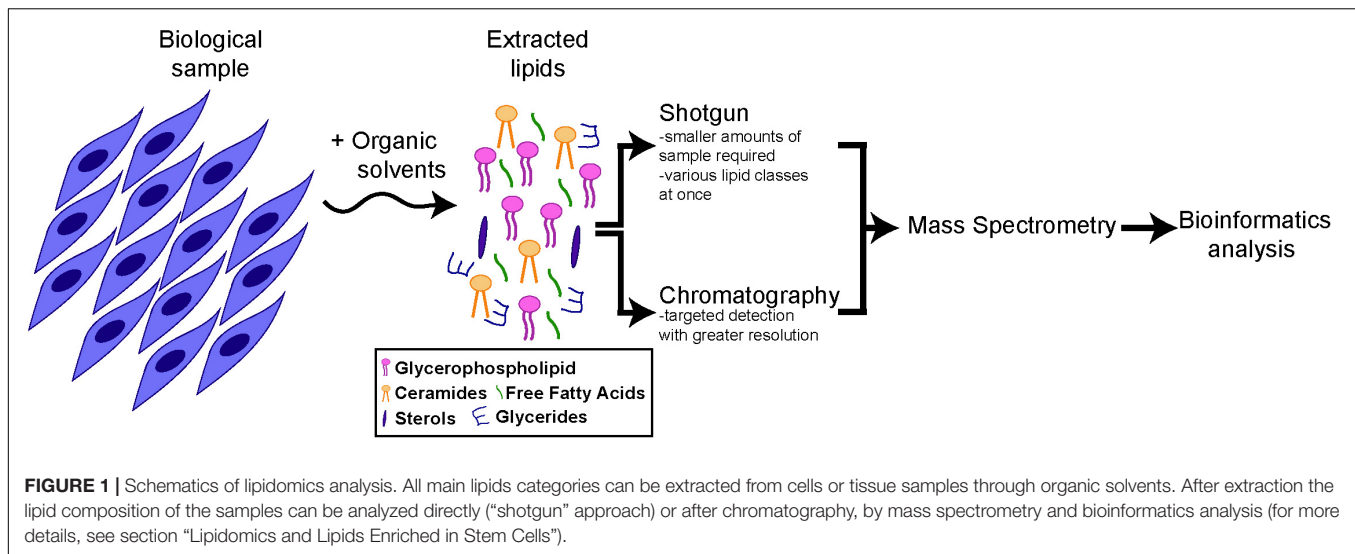 Biological
sample
+ Organic
solvents
Extracted
lipids
Shotgun
-smaller amounts of
sample required
-various lipid classes
at once
Chromatography
-targeted detection
with greater resolution
Mass Spectrometry
Bioinformatics
analysis
Glycerophospholipid
Ceramides Free Fatty Acids
Sterols Glycerides
FIGURE 1 | Schematics of lipidomics analysis. All main lipids categories can be extracted from cells or tissue samples through organic solvents. After extraction the
lipid composition of the samples can be analyzed directly (“shotgun” approach) or after chromatography, by mass spectrometry and bioinformatics analysis (for more
details, see section “Lipidomics and Lipids Enriched in Stem Cells”).